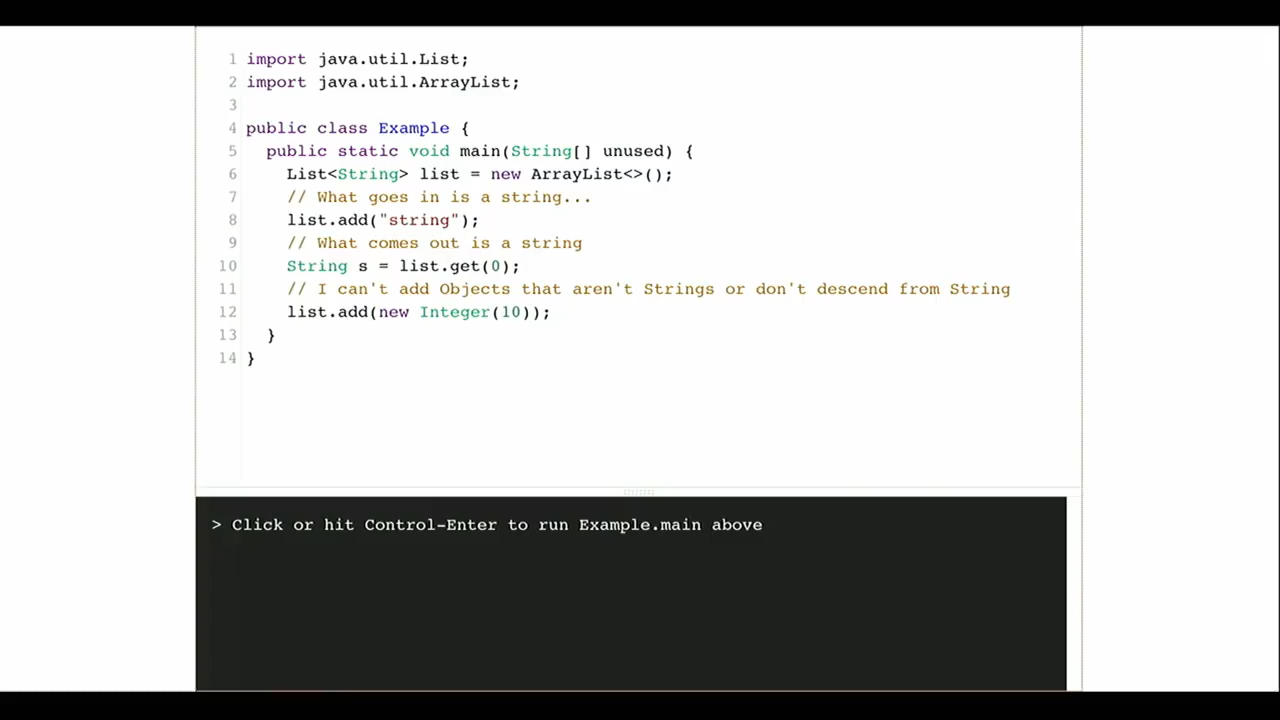 1 import java.util.List;
2 import java.util.ArrayList;
3
4 public class Example {
5   public static void main(String[] unused) {
6     List<String> list = new ArrayList<>();
7     // What goes in is a string...
8     list.add("string");
9     // What comes out is a string
10     String s = list.get(0);
11     // I can't add Objects that aren't Strings or don't descend from String
12     list.add(new Integer(10));
13   }
14 }
> Click or hit Control-Enter to run Example.main above